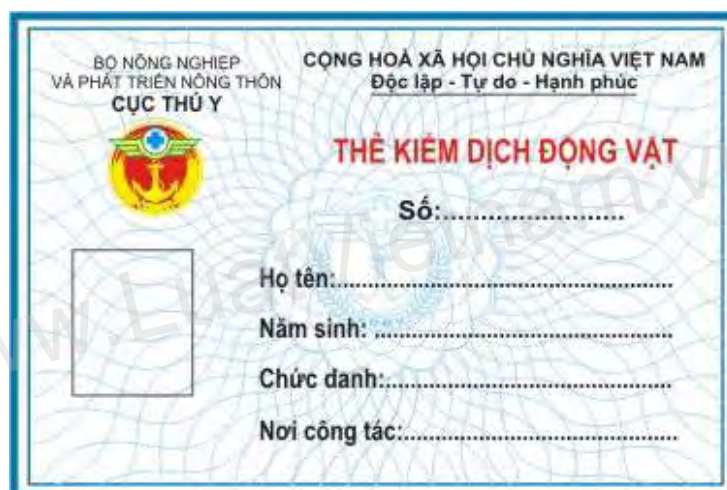 BỘ NÔNG NGHIỆP
VÀ PHÁT TRIỂN NÔNG THÔN
CỤC THÚ Y
CỘNG HOÀ XÃ HỘI CHỦ NGHĨA VIỆT NAM
Độc lập - Tự do - Hạnh phúc
THẺ KIỂM DỊCH ĐỘNG VẬT
Số:........................
Họ tên:....................................................
Năm sinh: ..............................................
Chức danh:............................................
Nơi công tác:..........................................
www.LuatVietnam.v